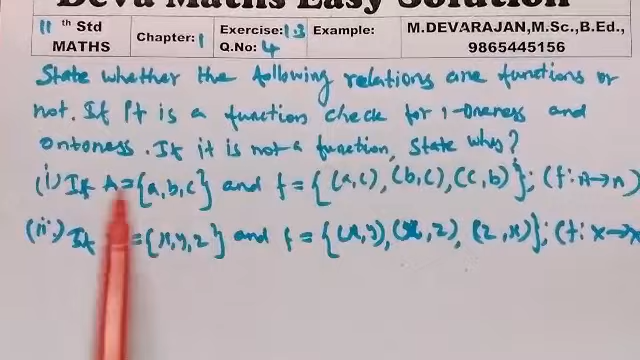 Deva Maths Easy Solution
11th Std MATHS
Chapter: 1
Exercise: 1.3
Q.No: 4
Example:
M.DEVARAJAN,M.Sc.,B.Ed., 9865445156
State whether the following relations are functions or
not. If it is a function check for 1-oneness and
ontoness. If it is not a function, state why?
(i) If A={a,b,c} and f={(a,c),(b,c),(c,b)}; (f:A→A)
(ii) If ={x,y,z} and f={(x,y),(x,z),(z,x)}; (f:x→x